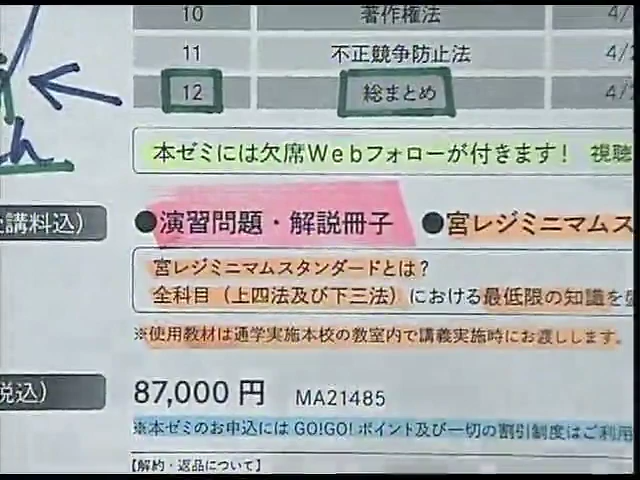 10 著作権法 4/
11 不正競争防止法 4/2
12 総まとめ 4/
本ゼミには欠席Webフォローが付きます! 視聴
講料込)
●演習問題・解説冊子 ●宮レジミニマムス
宮レジミニマムスタンダードとは?
全科目(上四法及び下三法)における最低限の知識を
※使用教材は通学実施本校の教室内で講義実施時にお渡しします。
税込)
87,000円 MA21485
※本ゼミのお申込にはGO!GO!ポイント及び一切の割引制度はご利用
【解約・返品について】